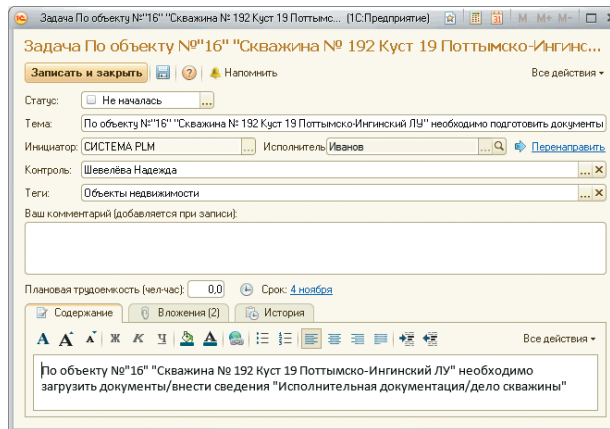 Задача По объекту №"16" "Скважина № 192 Куст 19 Поттымс... (1С:Предприятие) M M+ M-
Задача По объекту №"16" "Скважина № 192 Куст 19 Поттымско-Ингинс...
Записать и закрыть Напомнить Все действия
Статус: Не началась ...
Тема: По объекту №"16" "Скважина № 192 Куст 19 Поттымско-Ингинский ЛУ" необходимо подготовить документы
Инициатор: СИСТЕМА PLM ... Исполнитель: Иванов ... Перенаправить
Контроль: Шевелёва Надежда ...
Теги: Объекты недвижимости ...
Ваш комментарий (добавляется при записи):
Плановая трудоемкость (чел-час): 0,0 Срок: 4 ноября
Содержание Вложения (2) История
А А А Ж К Ч А Все действия
По объекту №"16" "Скважина № 192 Куст 19 Поттымско-Ингинский ЛУ" необходимо
загрузить документы/внести сведения "Исполнительная документация/дело скважины"